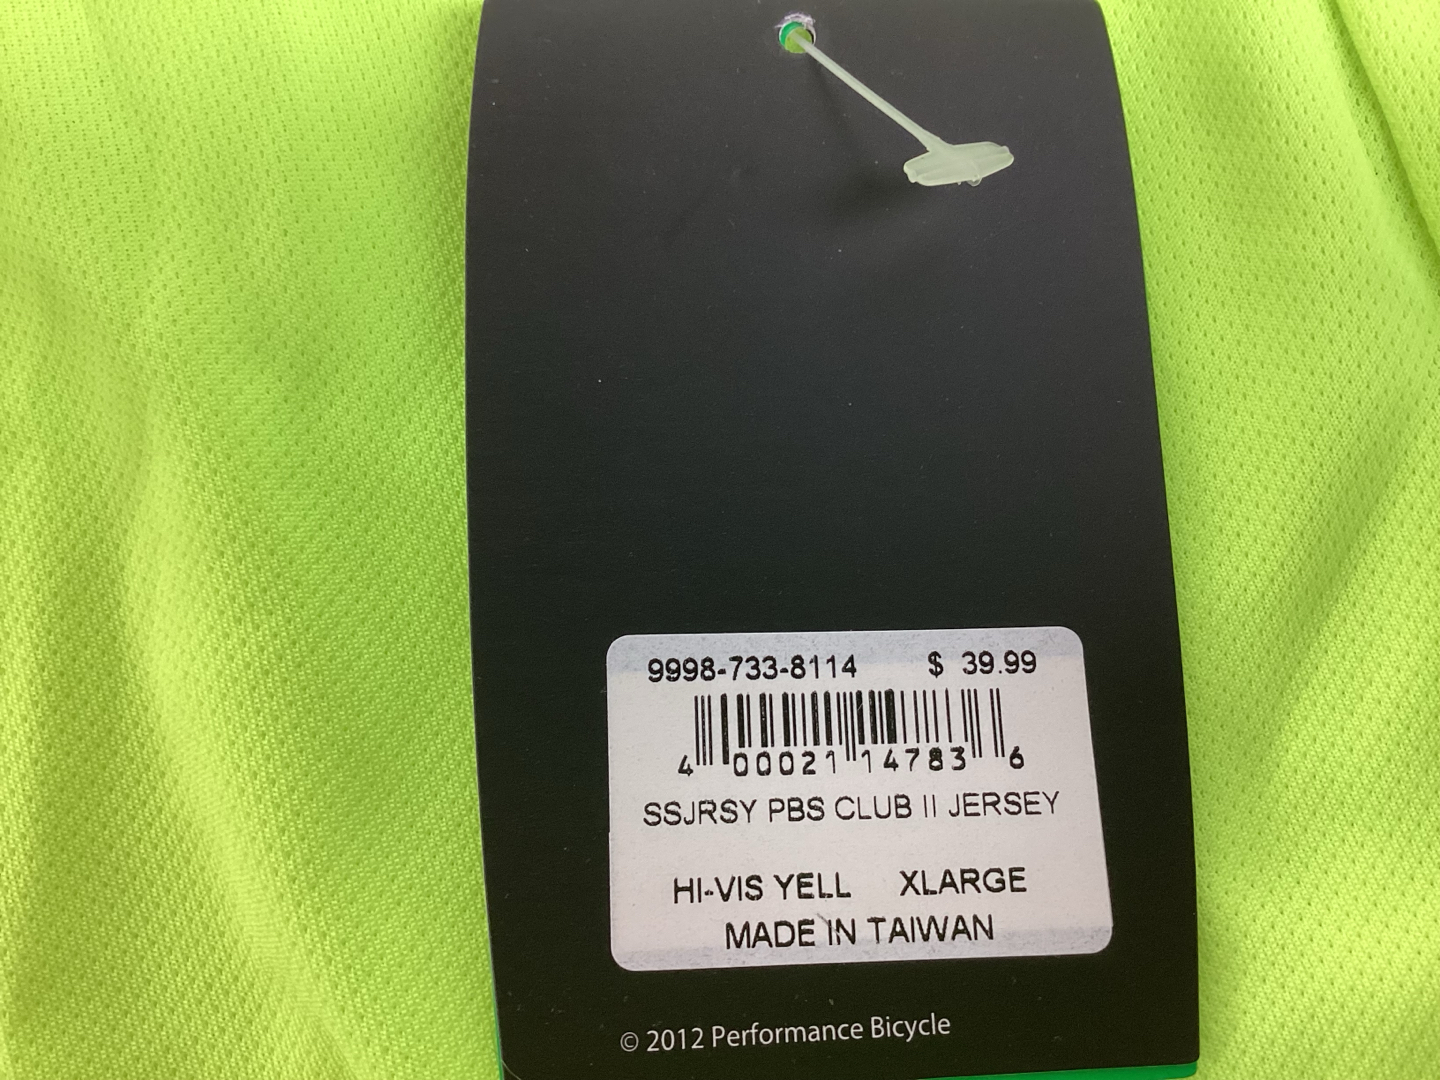 9998-733-8114 $ 39.99
4 00021 14783 6
SSJRSY PBS CLUB II JERSEY
HI-VIS YELL XLARGE
MADE IN TAIWAN
© 2012 Performance Bicycle